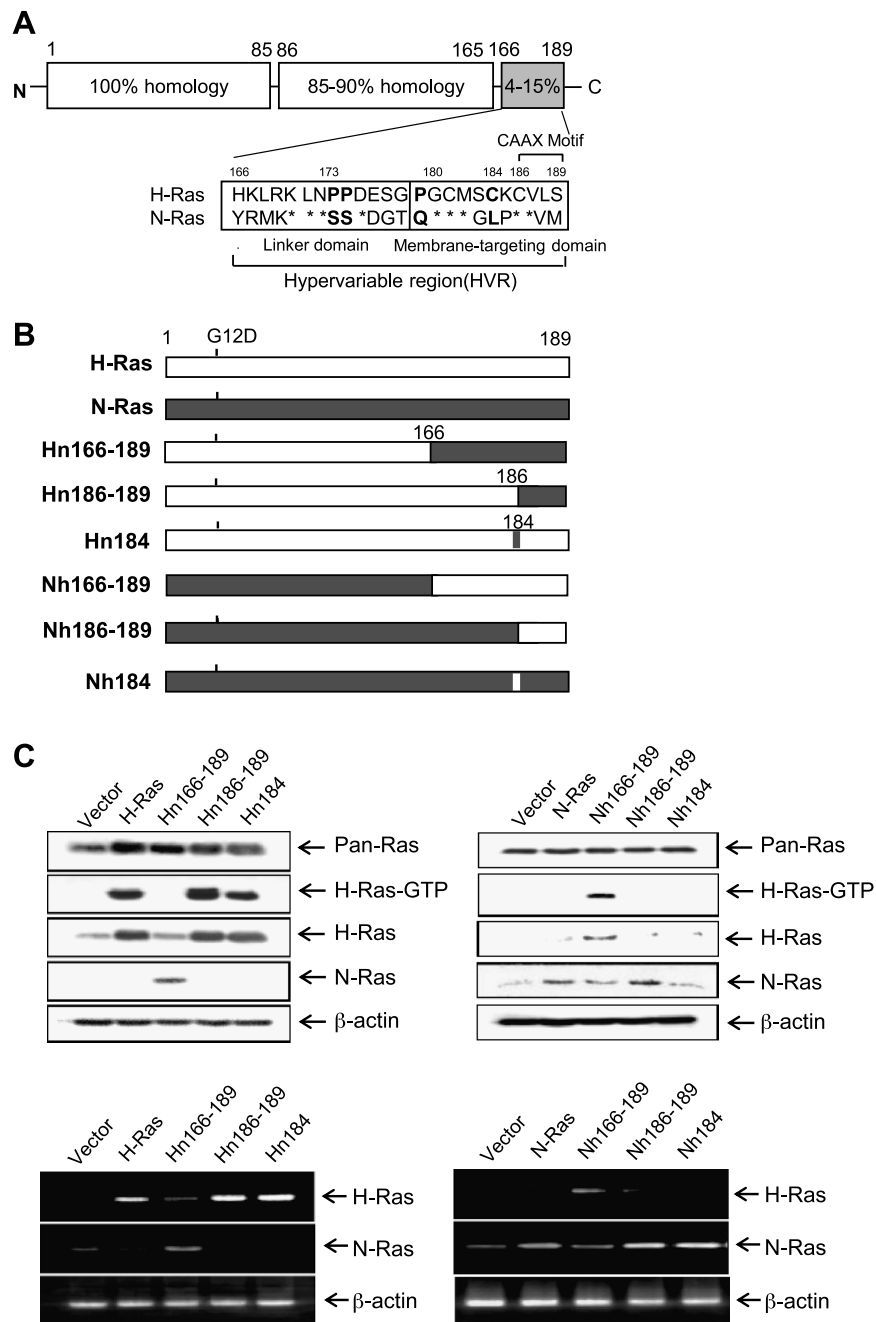 A
1 85 86 165 166 189
N 100% homology 85-90% homology 4-15% C
CAAX Motif
166 173 180 184 186 189
H-Ras HKLRKLNPPDESGPGCMSCKCVLS
N-Ras YRMK* * *SS *DGTQ* * * GLP* *VM
Linker domain Membrane-targeting domain
Hypervariable region(HVR)
B
1 G12D 189
H-Ras
N-Ras
166
Hn166-189
186
Hn186-189
184
Hn184
Nh166-189
Nh186-189
Nh184
C
Vector H-Ras Hn166-189 Hn186-189 Hn184
Pan-Ras
H-Ras-GTP
H-Ras
N-Ras
β-actin
Vector N-Ras Nh166-189 Nh186-189 Nh184
Pan-Ras
H-Ras-GTP
H-Ras
N-Ras
β-actin
Vector H-Ras Hn166-189 Hn186-189 Hn184
H-Ras
N-Ras
β-actin
Vector N-Ras Nh166-189 Nh186-189 Nh184
H-Ras
N-Ras
β-actin